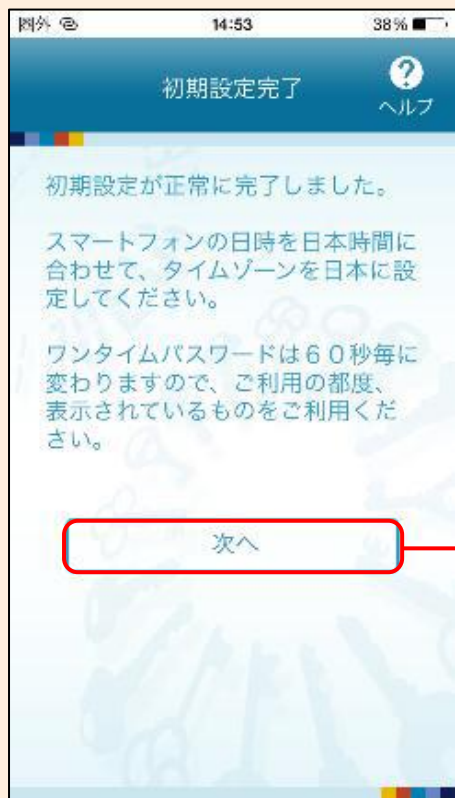 圏外 14:53 38%
初期設定完了
?
ヘルプ
初期設定が正常に完了しました。
スマートフォンの日時を日本時間に
合わせて、タイムゾーンを日本に設
定してください。
ワンタイムパスワードは６０秒毎に
変わりますので、ご利用の都度、
表示されているものをご利用くだ
さい。
次へ